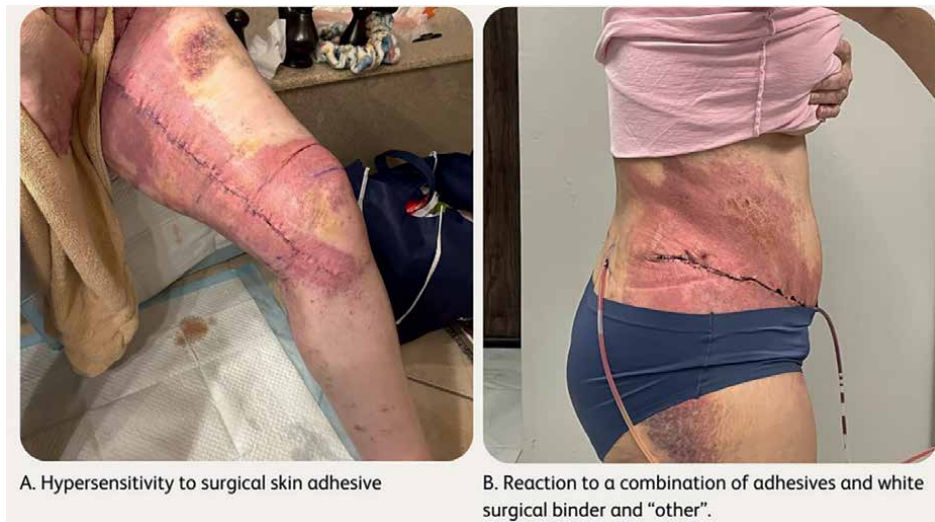 A. Hypersensitivity to surgical skin adhesive
B. Reaction to a combination of adhesives and white
surgical binder and “other”.